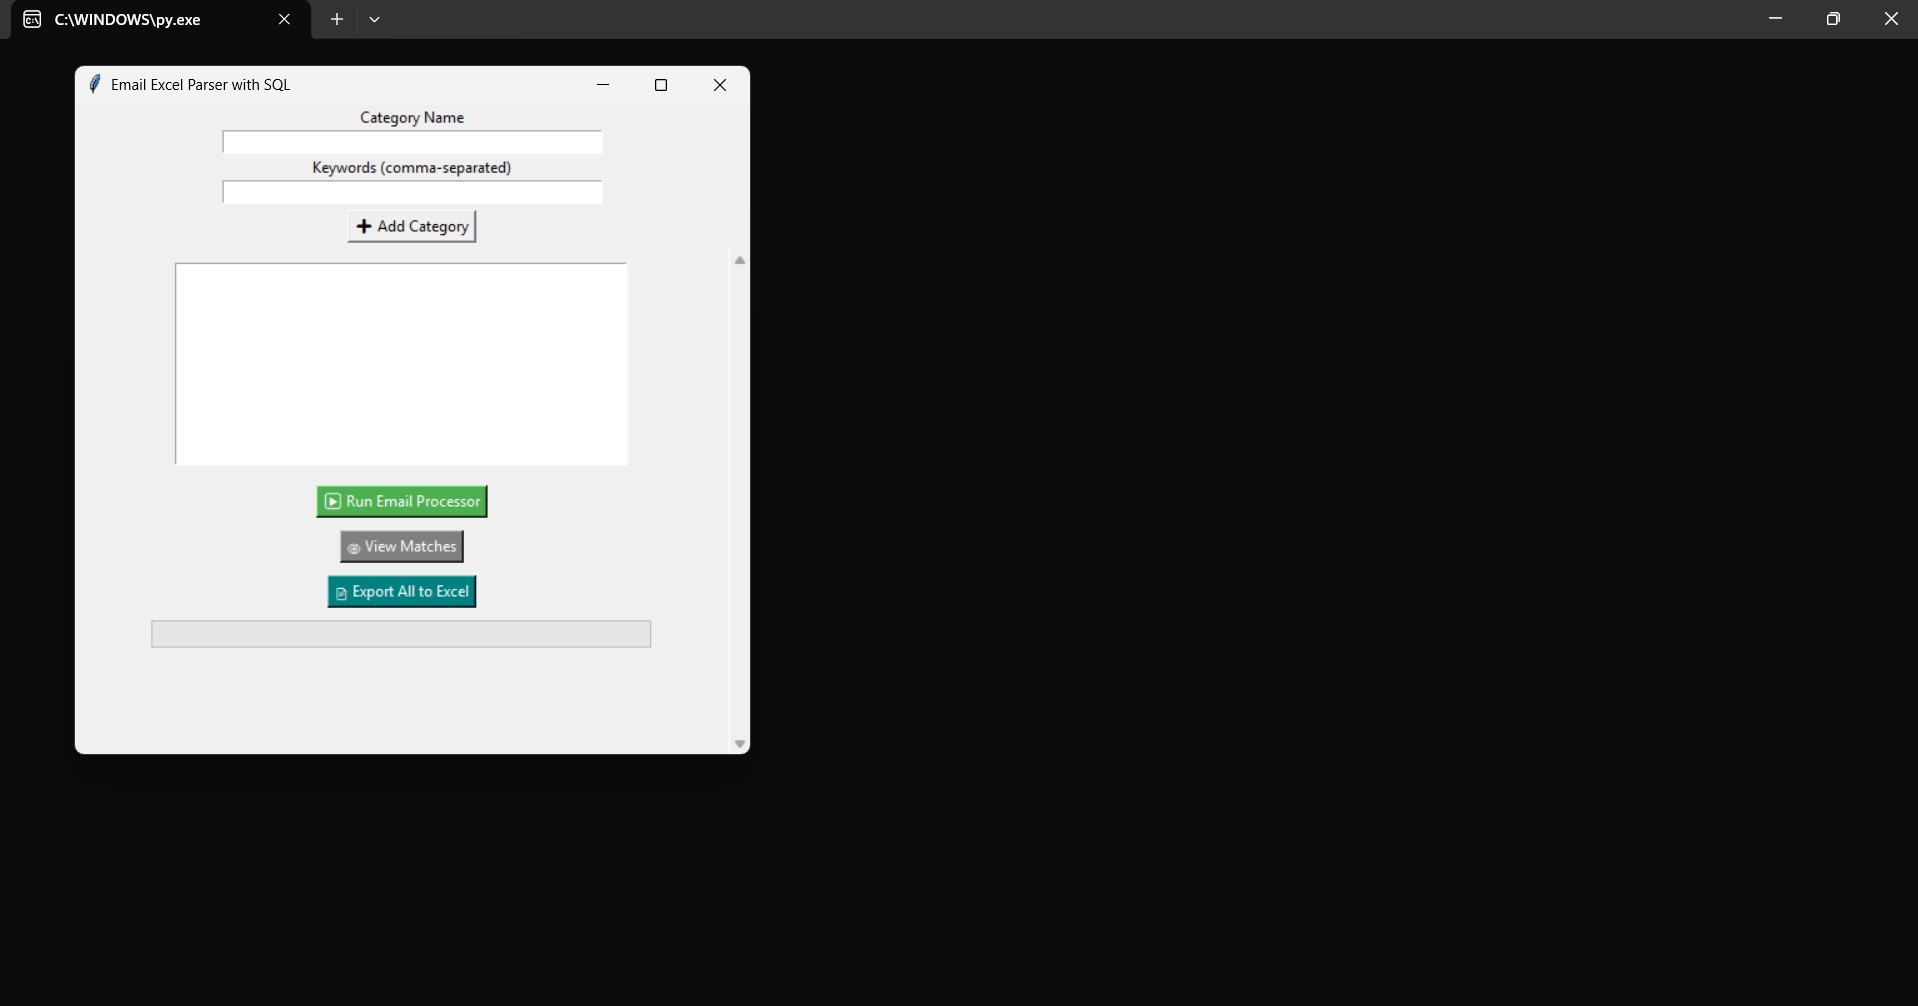 C:\WINDOWS\py.exe
Email Excel Parser with SQL
Category Name
Keywords (comma-separated)
Add Category
Run Email Processor
View Matches
Export All to Excel